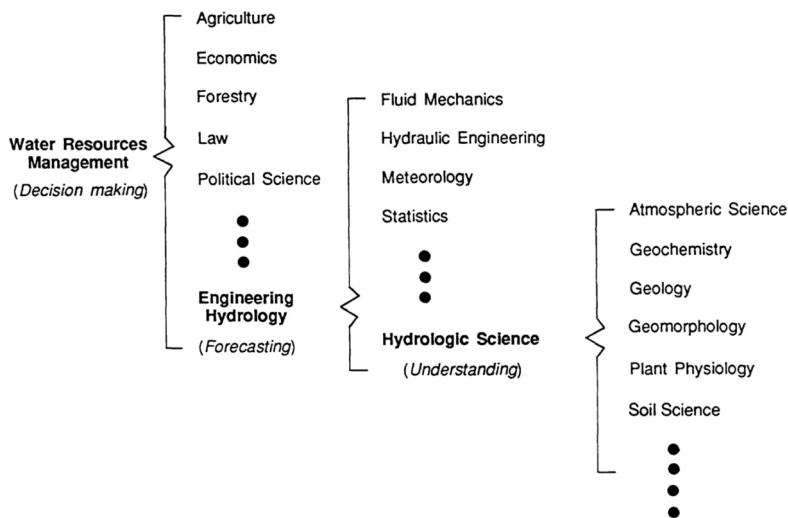 Water Resources
Management
(Decision making)
Agriculture
Economics
Forestry
Law
Political Science
Engineering
Hydrology
(Forecasting)
Fluid Mechanics
Hydraulic Engineering
Meteorology
Statistics
Hydrologic Science
(Understanding)
Atmospheric Science
Geochemistry
Geology
Geomorphology
Plant Physiology
Soil Science